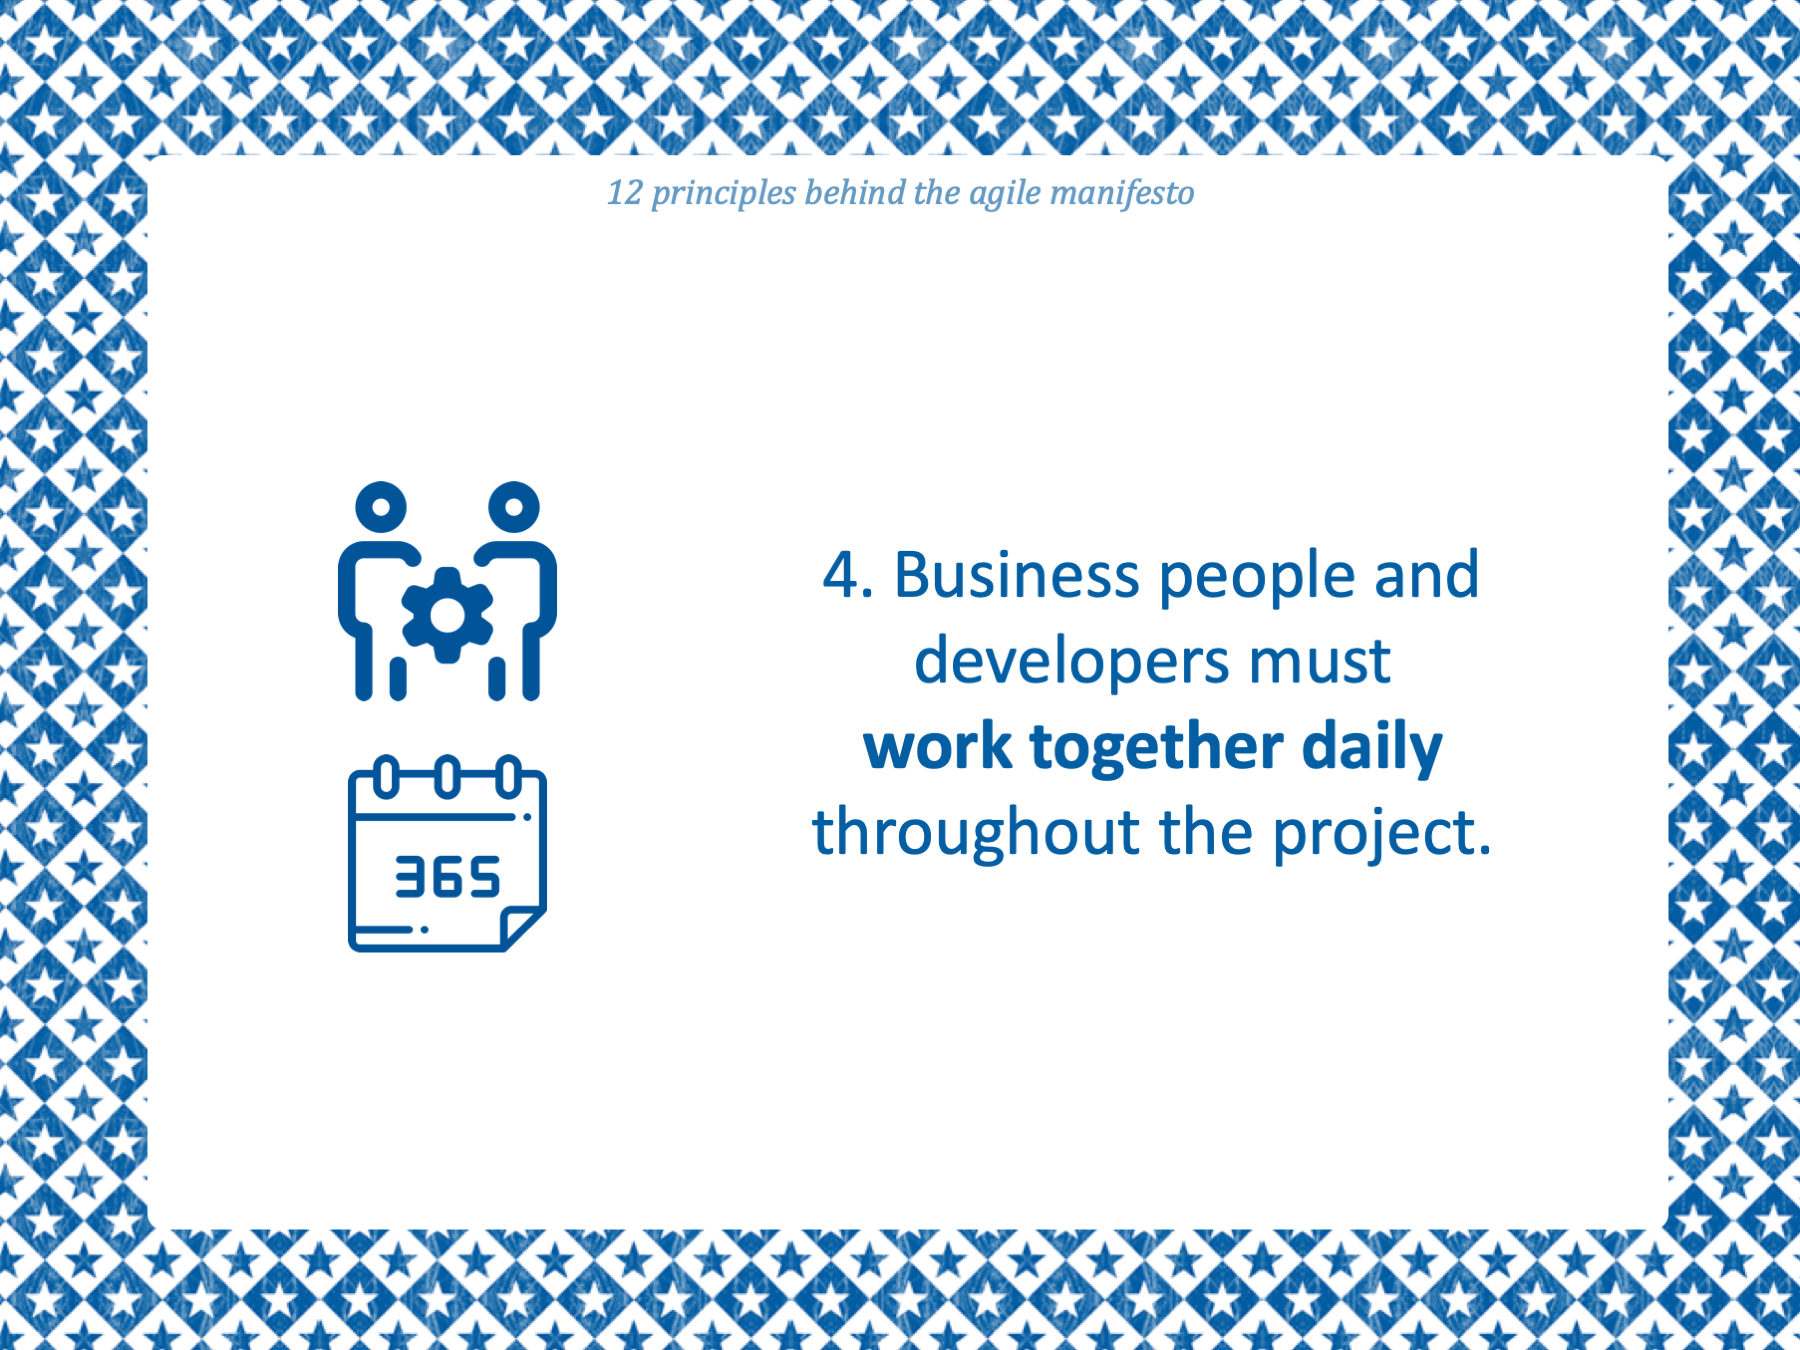 12 principles behind the agile manifesto
4. Business people and
developers must
work together daily
throughout the project.
365